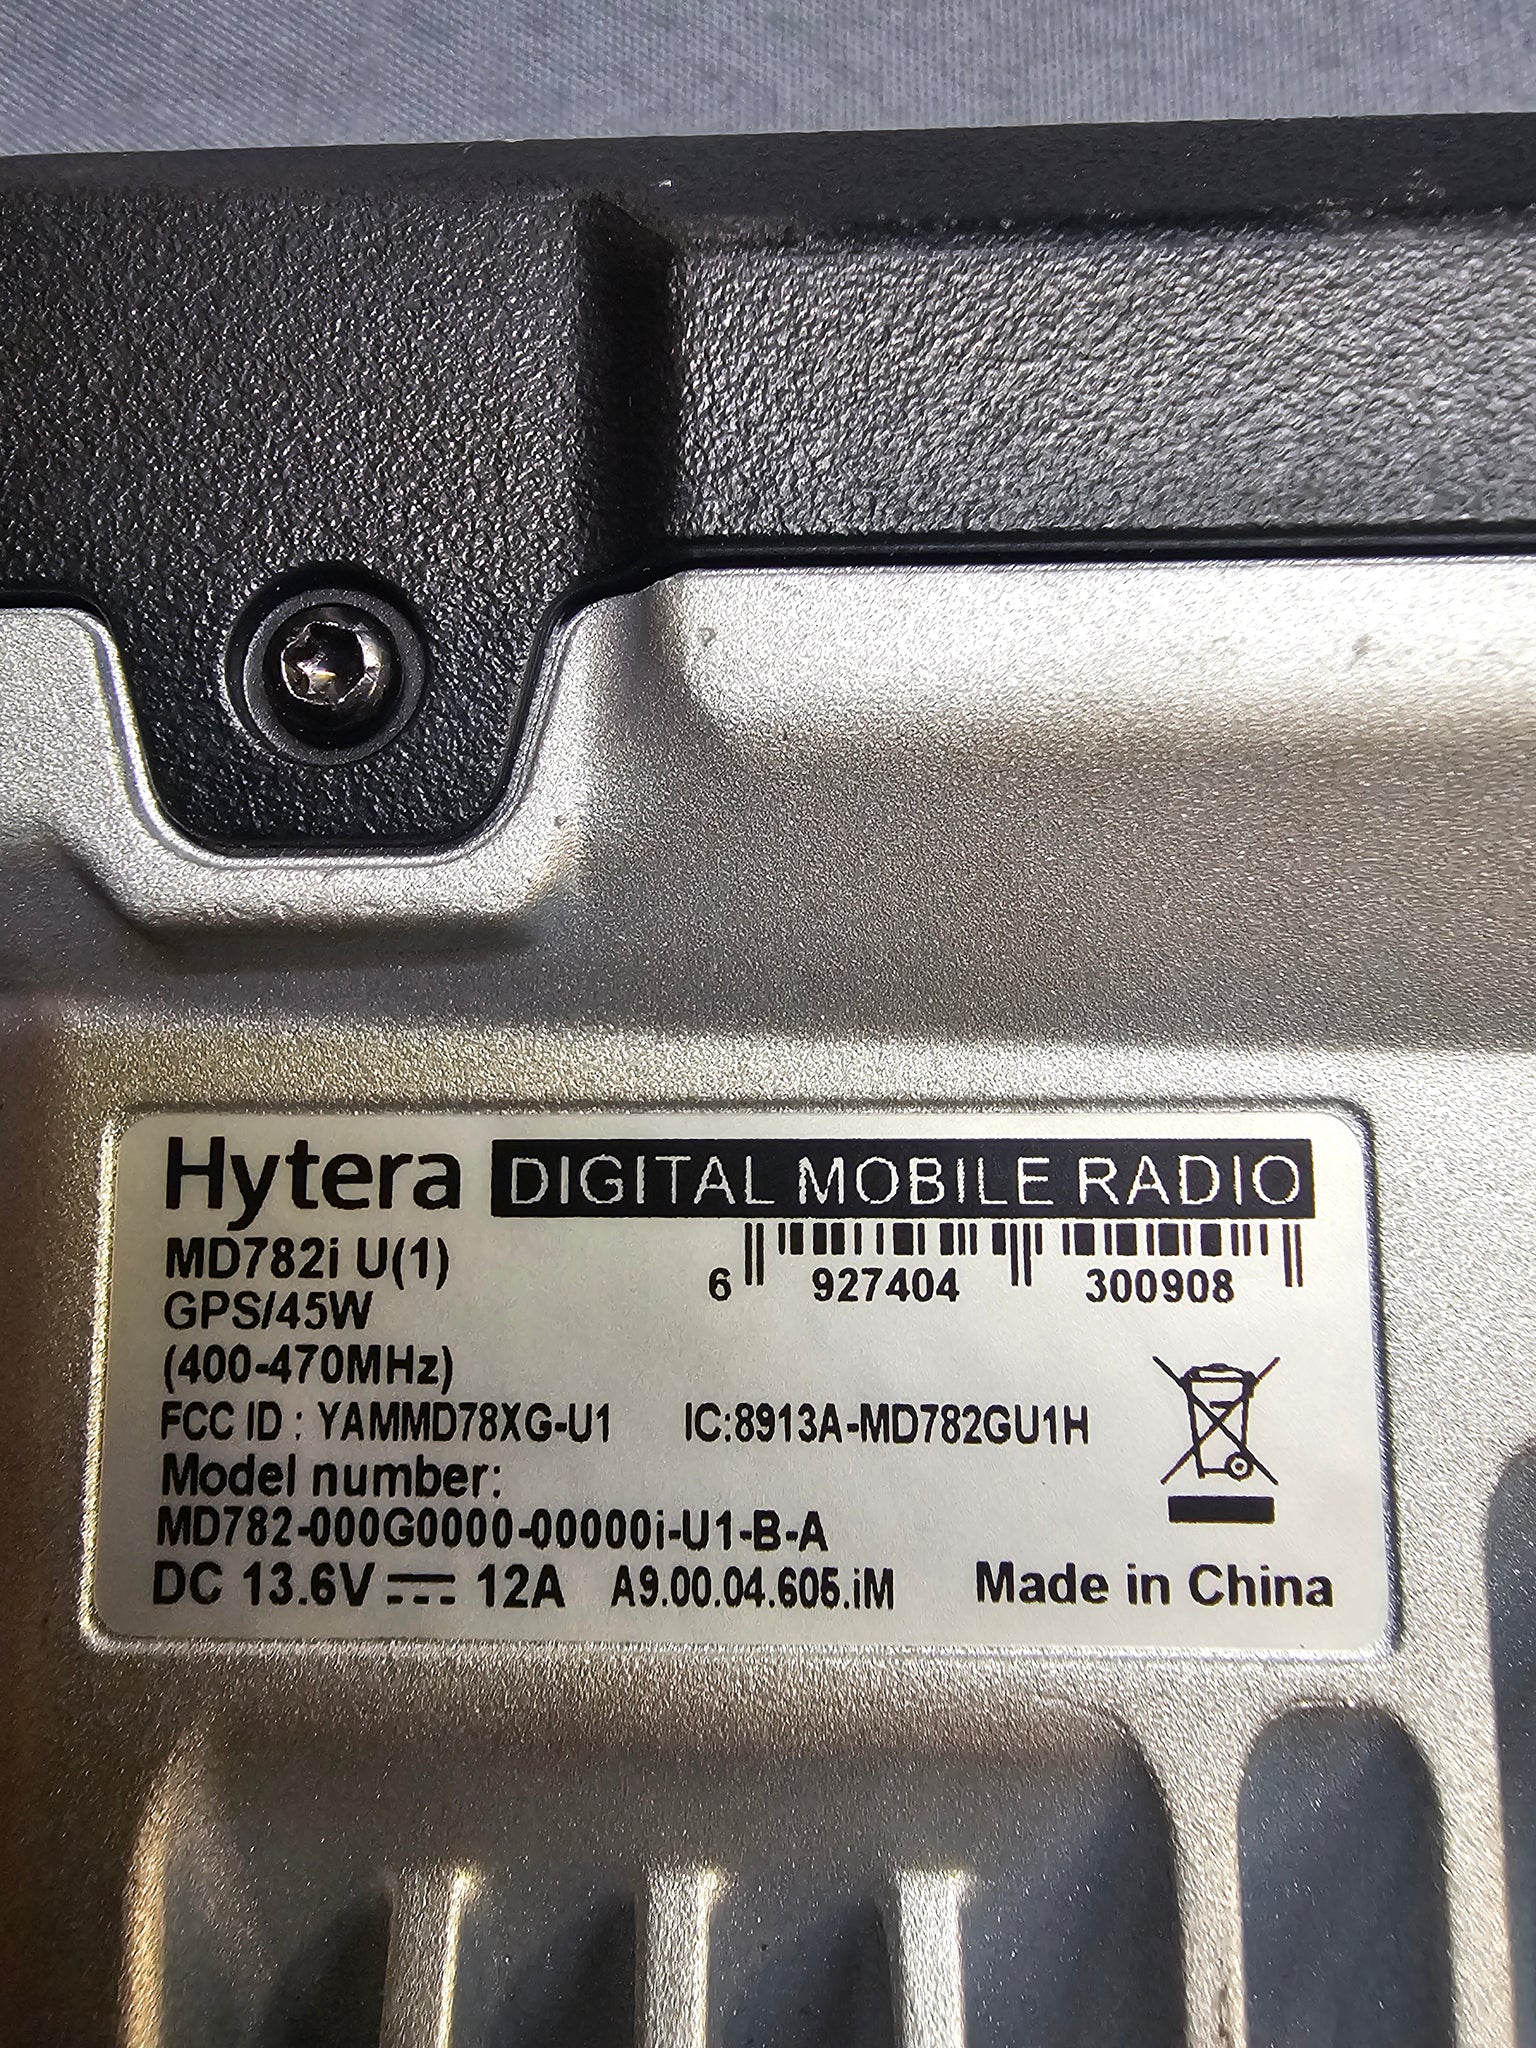 Hytera DIGITAL MOBILE RADIO
MD782i U(1)
6 927404 300908
GPS/45W
(400-470MHz)
FCC ID : YAMMD78XG-U1 IC:8913A-MD782GU1H
Model number:
MD782-000G0000-00000i-U1-B-A
DC 13.6V ⎓ 12A A9.00.04.605.iM Made in China